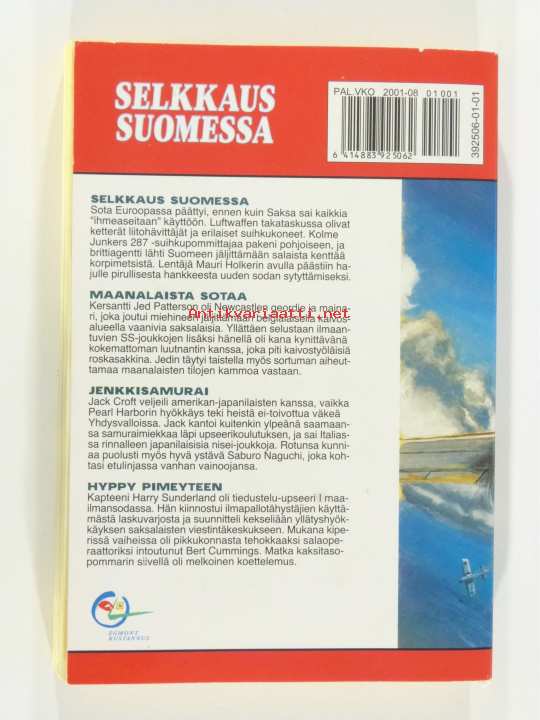 SELKKAUS
SUOMESSA
PAL.VKO 2001-08 01001
6 414883 925062
392506-01-01
SELKKAUS SUOMESSA
Sota Euroopassa päättyi, ennen kuin Saksa sai kaikkia
"ihmeaseitaan" käyttöön. Luftwaffen takataskussa olivat
ketterät liitohävittäjät ja erilaiset suihkukoneet. Kolme
Junkers 287 -suihkupommittajaa pakeni pohjoiseen, ja
brittiagentti lähti Suomeen jäljittämään salaista kenttää
korpimetsistä. Lentäjä Mauri Holkerin avulla päästiin ha-
julle pirullisesta hankkeesta uuden sodan sytyttämiseksi.
MAANALAISTA SOTAA
Kersantti Jed Patterson oli Newcastlen geordie ja maina-
ri, joka joutui miehineen jäljittämään belgialaisella kaivos-
alueella vaanivia saksalaisia. Yllättäen selustaan ilmaan-
tuvien SS-joukkojen lisäksi hänellä oli kana kynittävänä
kokemattoman luutnantin kanssa, joka piti kaivostyöläisiä
roskasakkina. Jedin täytyi taistella myös sortuman aiheut-
tamaa maanalaisten tilojen kammoa vastaan.
Antikvariaatti.net
JENKKISAMURAI
Jack Croft veljeili amerikan-japanilaisten kanssa, vaikka
Pearl Harborin hyökkäys teki heistä ei-toivottua väkeä
Yhdysvalloissa. Jack kantoi kuitenkin ylpeänä saamaan-
sa samuraimiekkaa läpi upseerikoulutuksen, ja sai Italias-
sa rinnalleen japanilaisisia nisei-joukkoja. Rotunsa kunni-
aa puolusti myös hyvä ystävä Saburo Naguchi, joka koh-
tasi etulinjassa vanhan vainoojansa.
HYPPY PIMEYTEEN
Kapteeni Harry Sunderland oli tiedustelu-upseeri I maa-
ilmansodassa. Hän kiinnostui ilmapallotähystäjien käyttä-
mästä laskuvarjosta ja suunnitteli kekseliään yllätyshyök-
käyksen saksalaisten viestintäkeskukseen. Mukana kipe-
rissä vaiheissa oli pikkukonnasta tehokkaaksi salaope-
raattoriksi intoutunut Bert Cummings. Matka kaksitaso-
pommarin siivellä oli melkoinen koettelemus.
EGMONT
KUSTANNUS